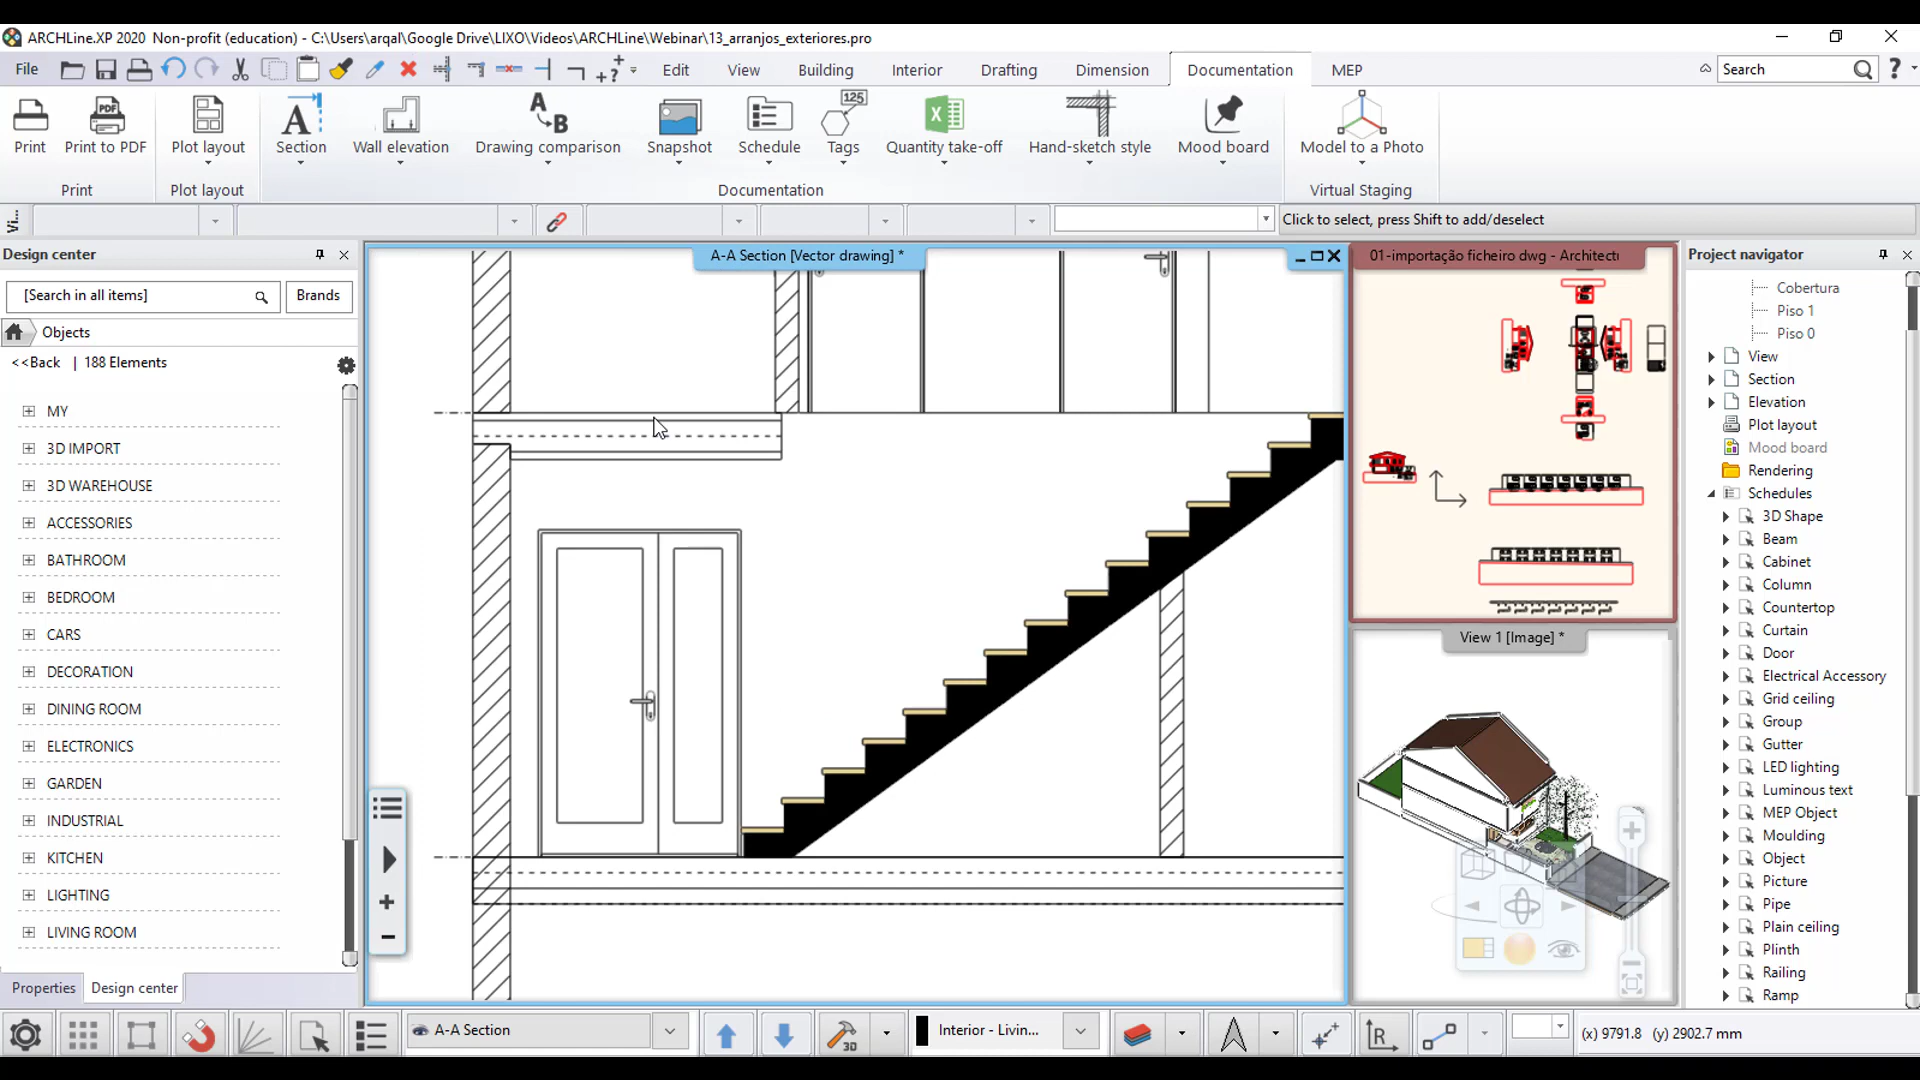 ARCHLine.XP 2020 Non-profit (education) - C:\Users\arqal\Google Drive\LIXO\Videos\ARCHLine\Webinar\13_arranjos_exteriores.pro
File Edit View Building Interior Drafting Dimension Documentation MEP Search ?
Print Print to PDF Plot layout Section Wall elevation Drawing comparison Snapshot Schedule Tags Quantity take-off Hand-sketch style Mood board Model to a Photo
Print Plot layout Documentation Virtual Staging
Vi... Click to select, press Shift to add/deselect
Design center
[Search in all items] Brands
Objects
<<Back | 188 Elements
MY
3D IMPORT
3D WAREHOUSE
ACCESSORIES
BATHROOM
BEDROOM
CARS
DECORATION
DINING ROOM
ELECTRONICS
GARDEN
INDUSTRIAL
KITCHEN
LIGHTING
LIVING ROOM
Properties Design center
A-A Section [Vector drawing] *
01-importação ficheiro dwg - Architectu
View 1 [Image] *
Project navigator
Cobertura
Piso 1
Piso 0
View
Section
Elevation
Plot layout
Mood board
Rendering
Schedules
3D Shape
Beam
Cabinet
Column
Countertop
Curtain
Door
Electrical Accessory
Grid ceiling
Group
Gutter
LED lighting
Luminous text
MEP Object
Moulding
Object
Picture
Pipe
Plain ceiling
Plinth
Railing
Ramp
A-A Section 3D Interior - Livin... R (x) 9791.8 (y) 2902.7 mm